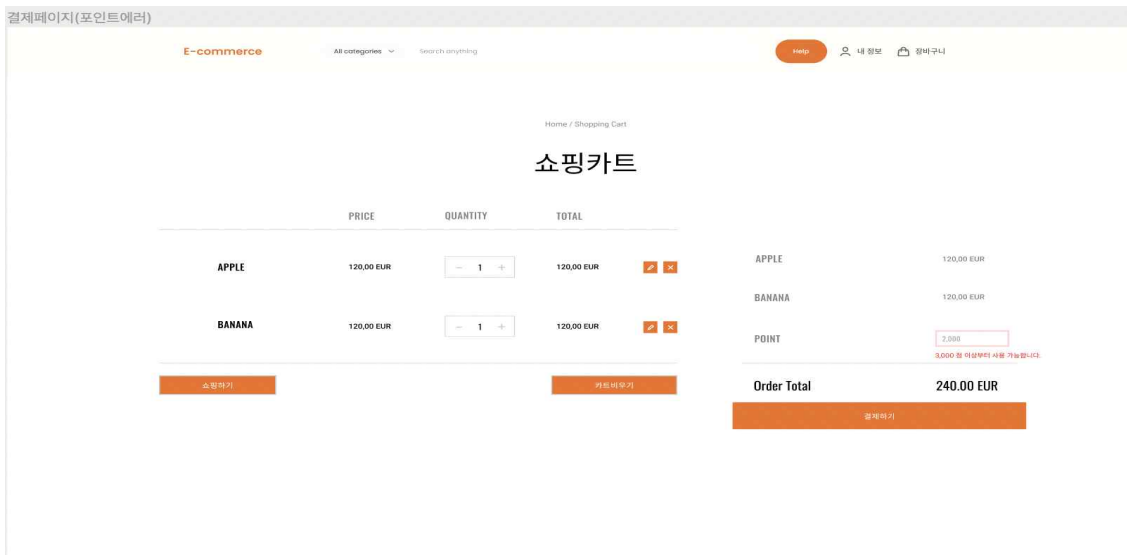 결제페이지(포인트에러)
E-commerce All categories Search anything Help 내 정보 장바구니
Home / Shopping Cart
쇼핑카트
PRICE QUANTITY TOTAL
APPLE 120,00 EUR − 1 + 120,00 EUR
BANANA 120,00 EUR − 1 + 120,00 EUR
쇼핑하기 카트비우기
APPLE 120,00 EUR
BANANA 120,00 EUR
POINT 2,000
3,000 점 이상부터 사용 가능합니다.
Order Total 240.00 EUR
결제하기